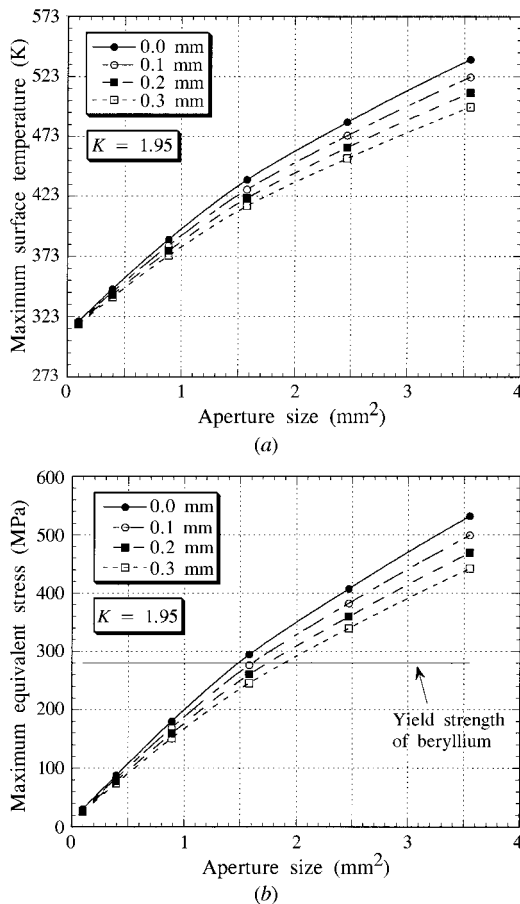 Maximum surface temperature (K)
573
523
473
423
373
323
273
0.0 mm
0.1 mm
0.2 mm
0.3 mm
K = 1.95
0 1 2 3 4
Aperture size (mm²)
(a)
Maximum equivalent stress (MPa)
600
500
400
300
200
100
0
0.0 mm
0.1 mm
0.2 mm
0.3 mm
K = 1.95
Yield strength
of beryllium
0 1 2 3 4
Aperture size (mm²)
(b)